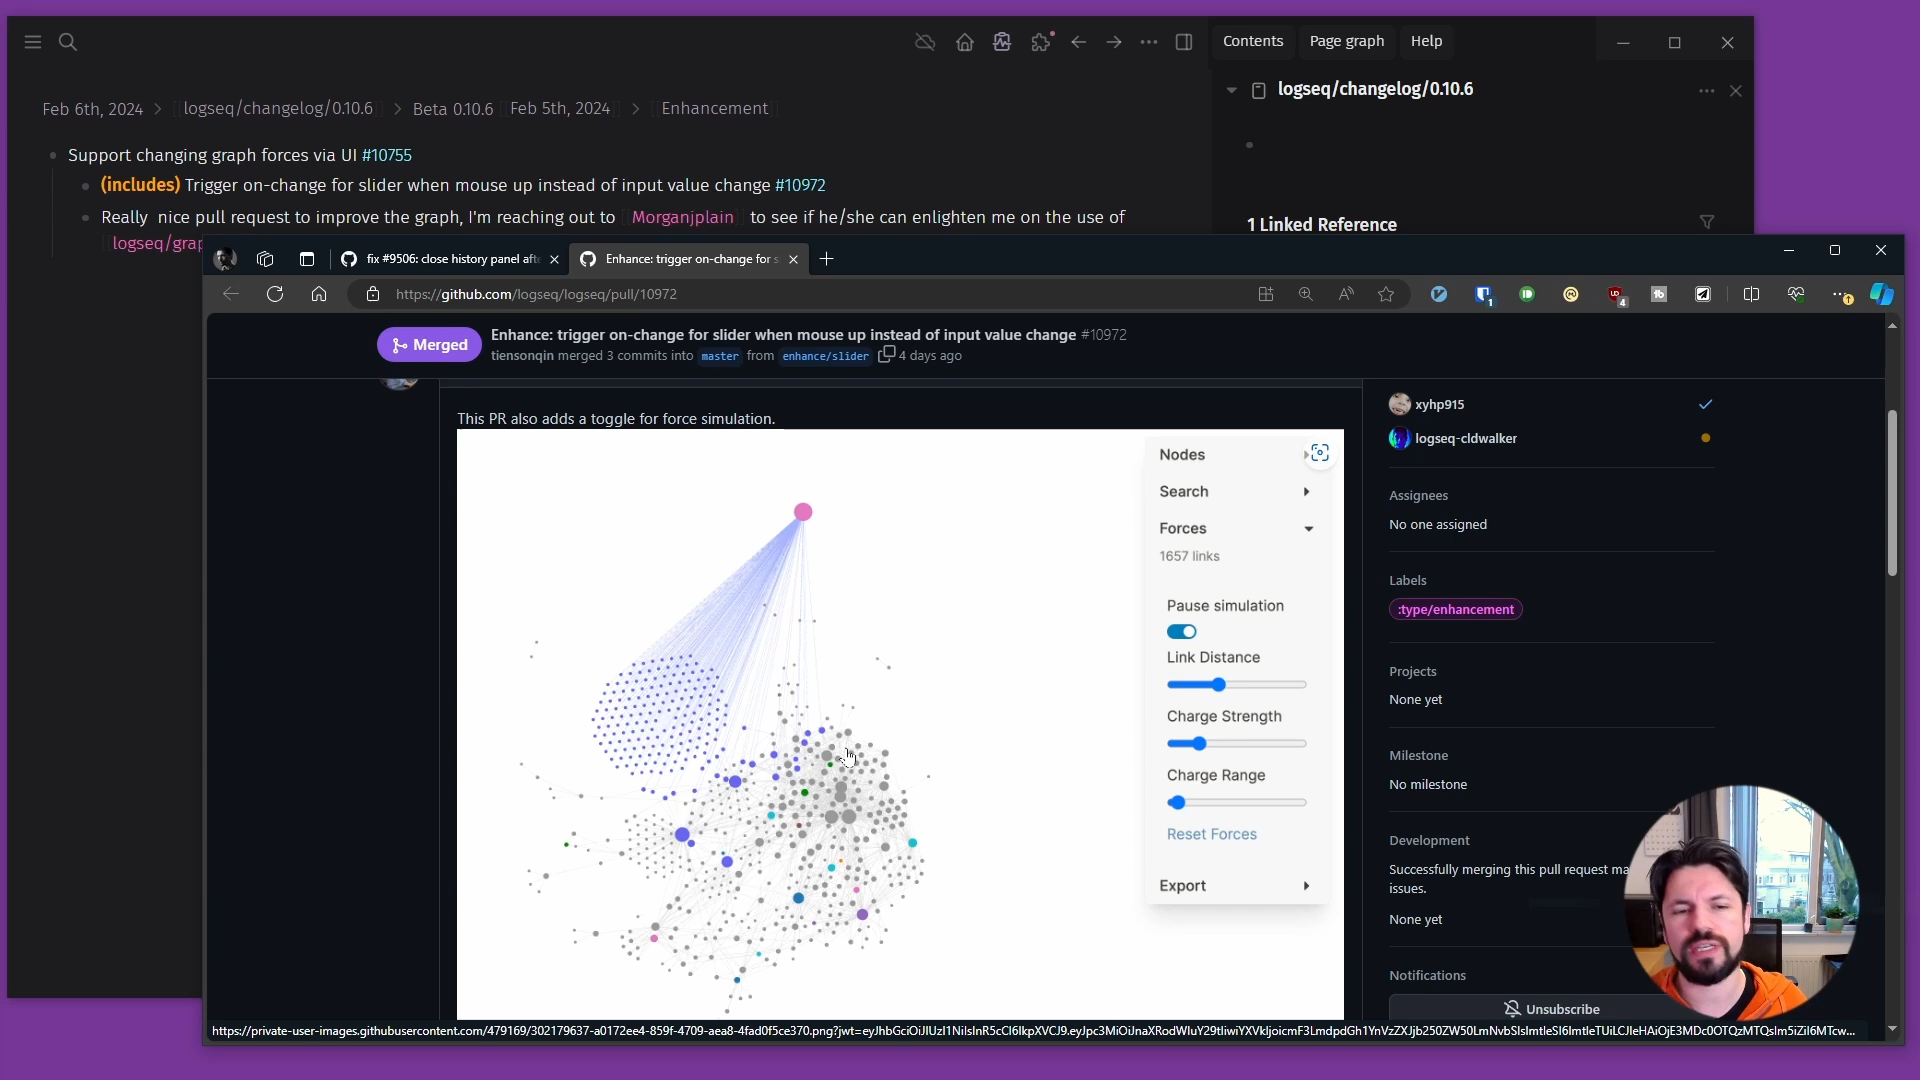 Contents
Page graph
Help
Feb 6th, 2024 > logseq/changelog/0.10.6 > Beta 0.10.6 Feb 5th, 2024 > Enhancement
logseq/changelog/0.10.6
Support changing graph forces via UI #10755
(includes) Trigger on-change for slider when mouse up instead of input value change #10972
Really nice pull request to improve the graph, I'm reaching out to Morganjplain to see if he/she can enlighten me on the use of
logseq/grap
1 Linked Reference
fix #9506: close history panel afte
Enhance: trigger on-change for s
https://github.com/logseq/logseq/pull/10972
1
4
Merged
Enhance: trigger on-change for slider when mouse up instead of input value change #10972
tiensonqin merged 3 commits into master from enhance/slider 4 days ago
This PR also adds a toggle for force simulation.
Nodes
Search
Forces
1657 links
Pause simulation
Link Distance
Charge Strength
Charge Range
Reset Forces
Export
xyhp915
logseq-cldwalker
Assignees
No one assigned
Labels
:type/enhancement
Projects
None yet
Milestone
No milestone
Development
Successfully merging this pull request ma
issues.
None yet
Notifications
Unsubscribe